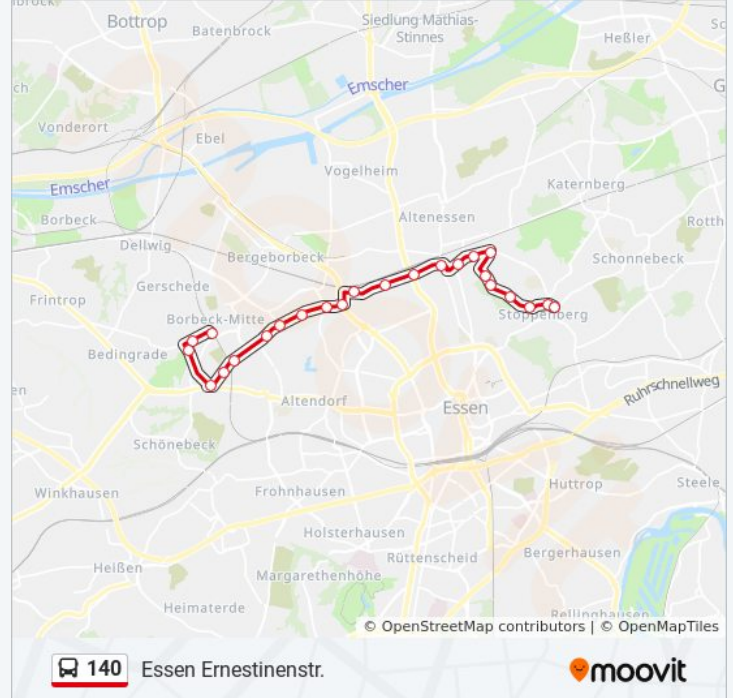 Bottrop
Batenbrock
Siedlung Mathias-
Stinnes
Heßler
Emscher
Vonderort
Ebel
Vogelheim
Emscher
Katernberg
Borbeck
Altenessen
Rotth
Dellwig
Bergeborbeck
Schonnebeck
Gerschede
Frintrop
Borbeck-Mitte
Stoppenberg
Bedingrade
Ruhrschnellweg
Altendorf
Essen
Schönebeck
Winkhausen
Frohnhausen
Huttrop
Steele
Holsterhausen
Rüttenscheid
Bergerhausen
Heißen
Margarethenhöhe
Heimaterde
Rellinghausen
© OpenStreetMap contributors | © OpenMapTiles
140 Essen Ernestinenstr.
moovit